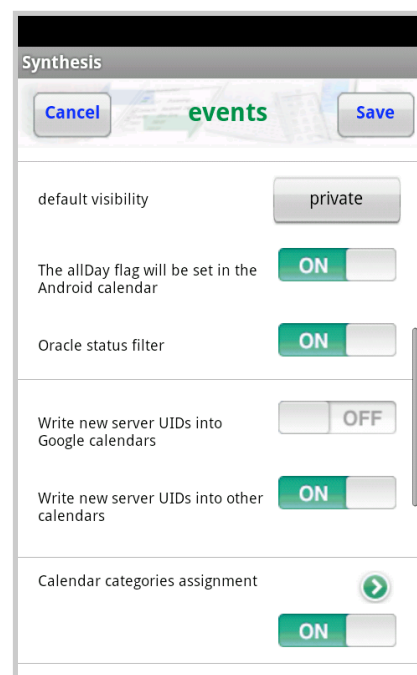 Synthesis
Cancel events Save
default visibility private
The allDay flag will be set in the ON
Android calendar
Oracle status filter ON
Write new server UIDs into OFF
Google calendars
Write new server UIDs into other ON
calendars
Calendar categories assignment
ON